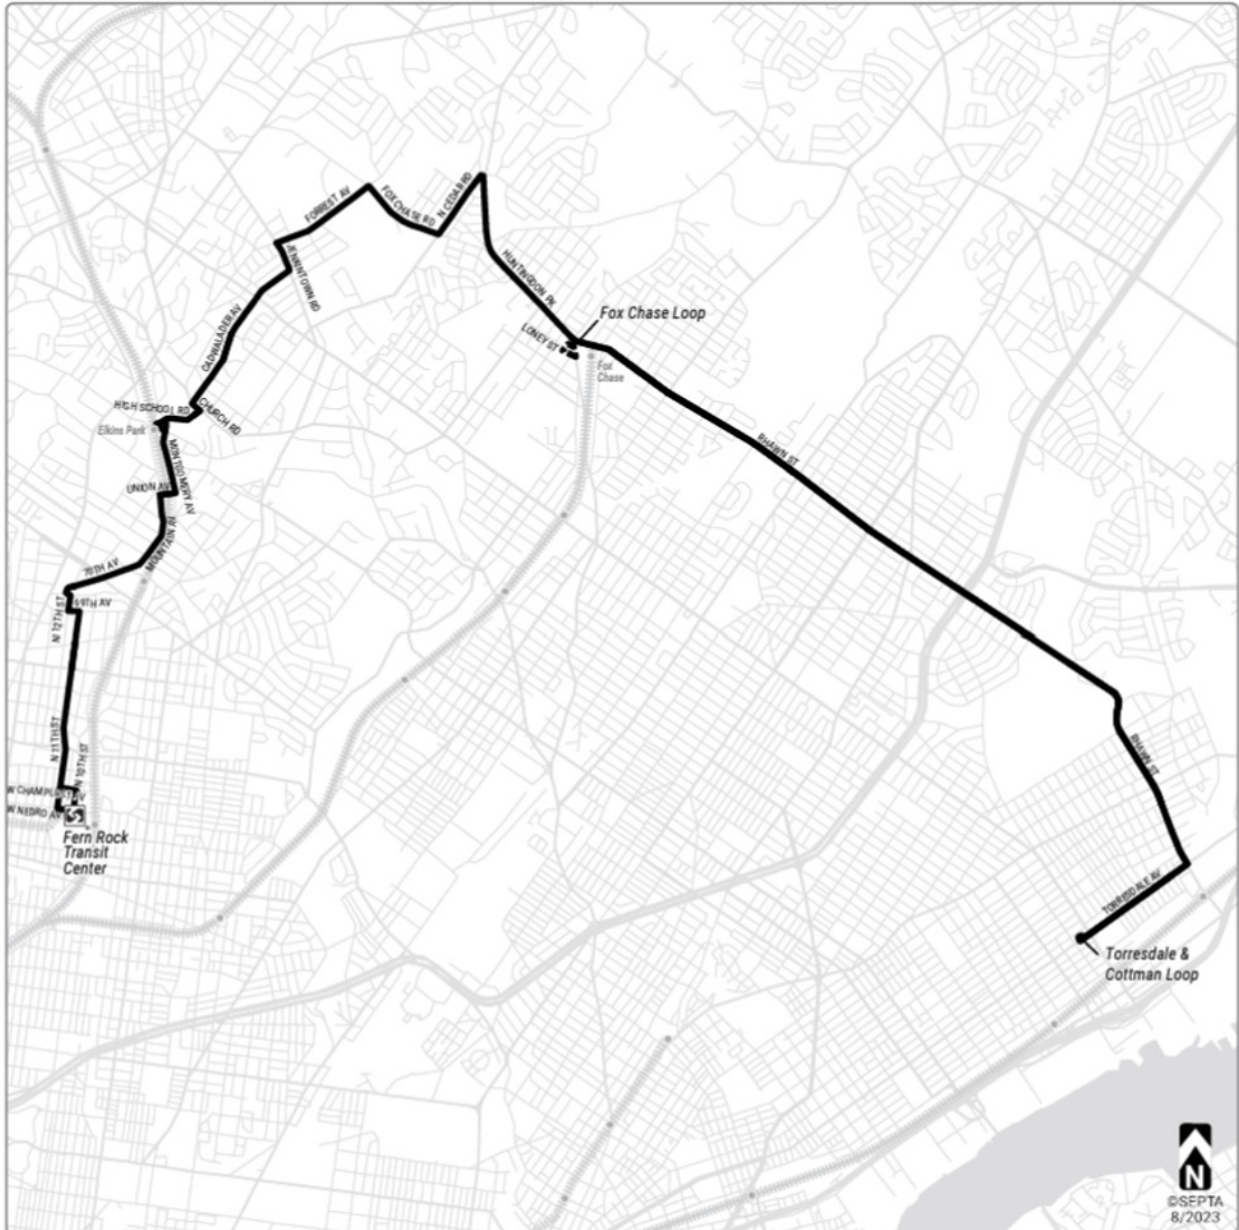 FORREST AV
FOX CHASE RD
N CEDAR RD
JENKINTOWN RD
HUNTINGDON PK
CADWALADER AV
Fox Chase Loop
LONEY ST
Fox
Chase
HIGH SCHOOL RD
CHURCH RD
Elkins Park
MONTGOMERY AV
RHAWN ST
UNION AV
MOUNTAIN AV
70TH AV
69TH AV
N 12TH ST
N 11TH ST
N 10TH ST
RHAWN ST
W CHAMPLOST AV
W NEDRO AV
Fern Rock
Transit
Center
TORRESDALE AV
Torresdale &
Cottman Loop
N
©SEPTA
8/2023